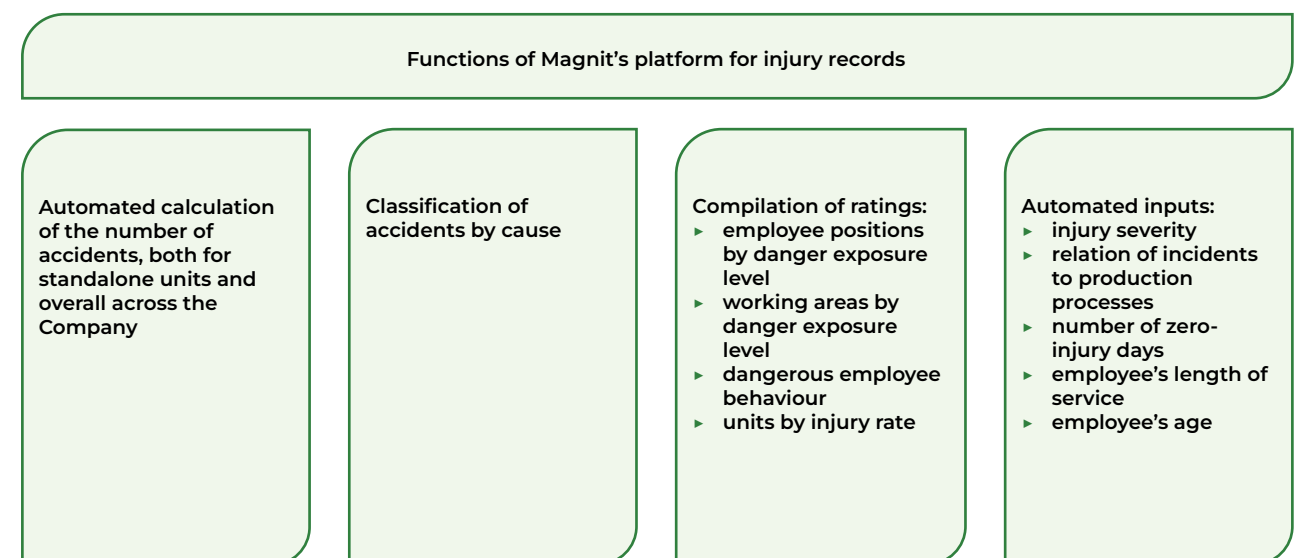 Functions of Magnit’s platform for injury records
Automated calculation
of the number of
accidents, both for
standalone units and
overall across the
Company
Classification of
accidents by cause
Compilation of ratings:
► employee positions
by danger exposure
level
► working areas by
danger exposure
level
► dangerous employee
behaviour
► units by injury rate
Automated inputs:
► injury severity
► relation of incidents
to production
processes
► number of zero-
injury days
► employee’s length of
service
► employee’s age